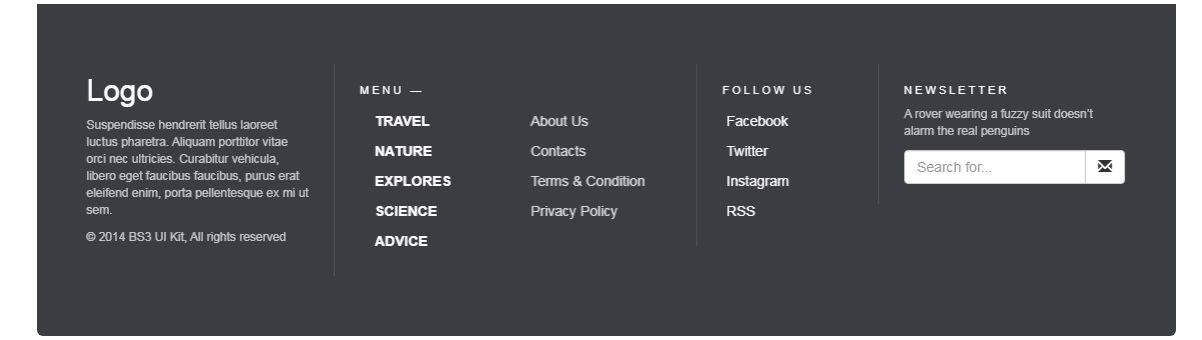 Logo
Suspendisse hendrerit tellus laoreet
luctus pharetra. Aliquam porttitor vitae
orci nec ultricies. Curabitur vehicula,
libero eget faucibus faucibus, purus erat
eleifend enim, porta pellentesque ex mi ut
sem.
© 2014 BS3 UI Kit, All rights reserved
MENU —
TRAVEL
NATURE
EXPLORES
SCIENCE
ADVICE
About Us
Contacts
Terms & Condition
Privacy Policy
FOLLOW US
Facebook
Twitter
Instagram
RSS
NEWSLETTER
A rover wearing a fuzzy suit doesn't
alarm the real penguins
Search for...